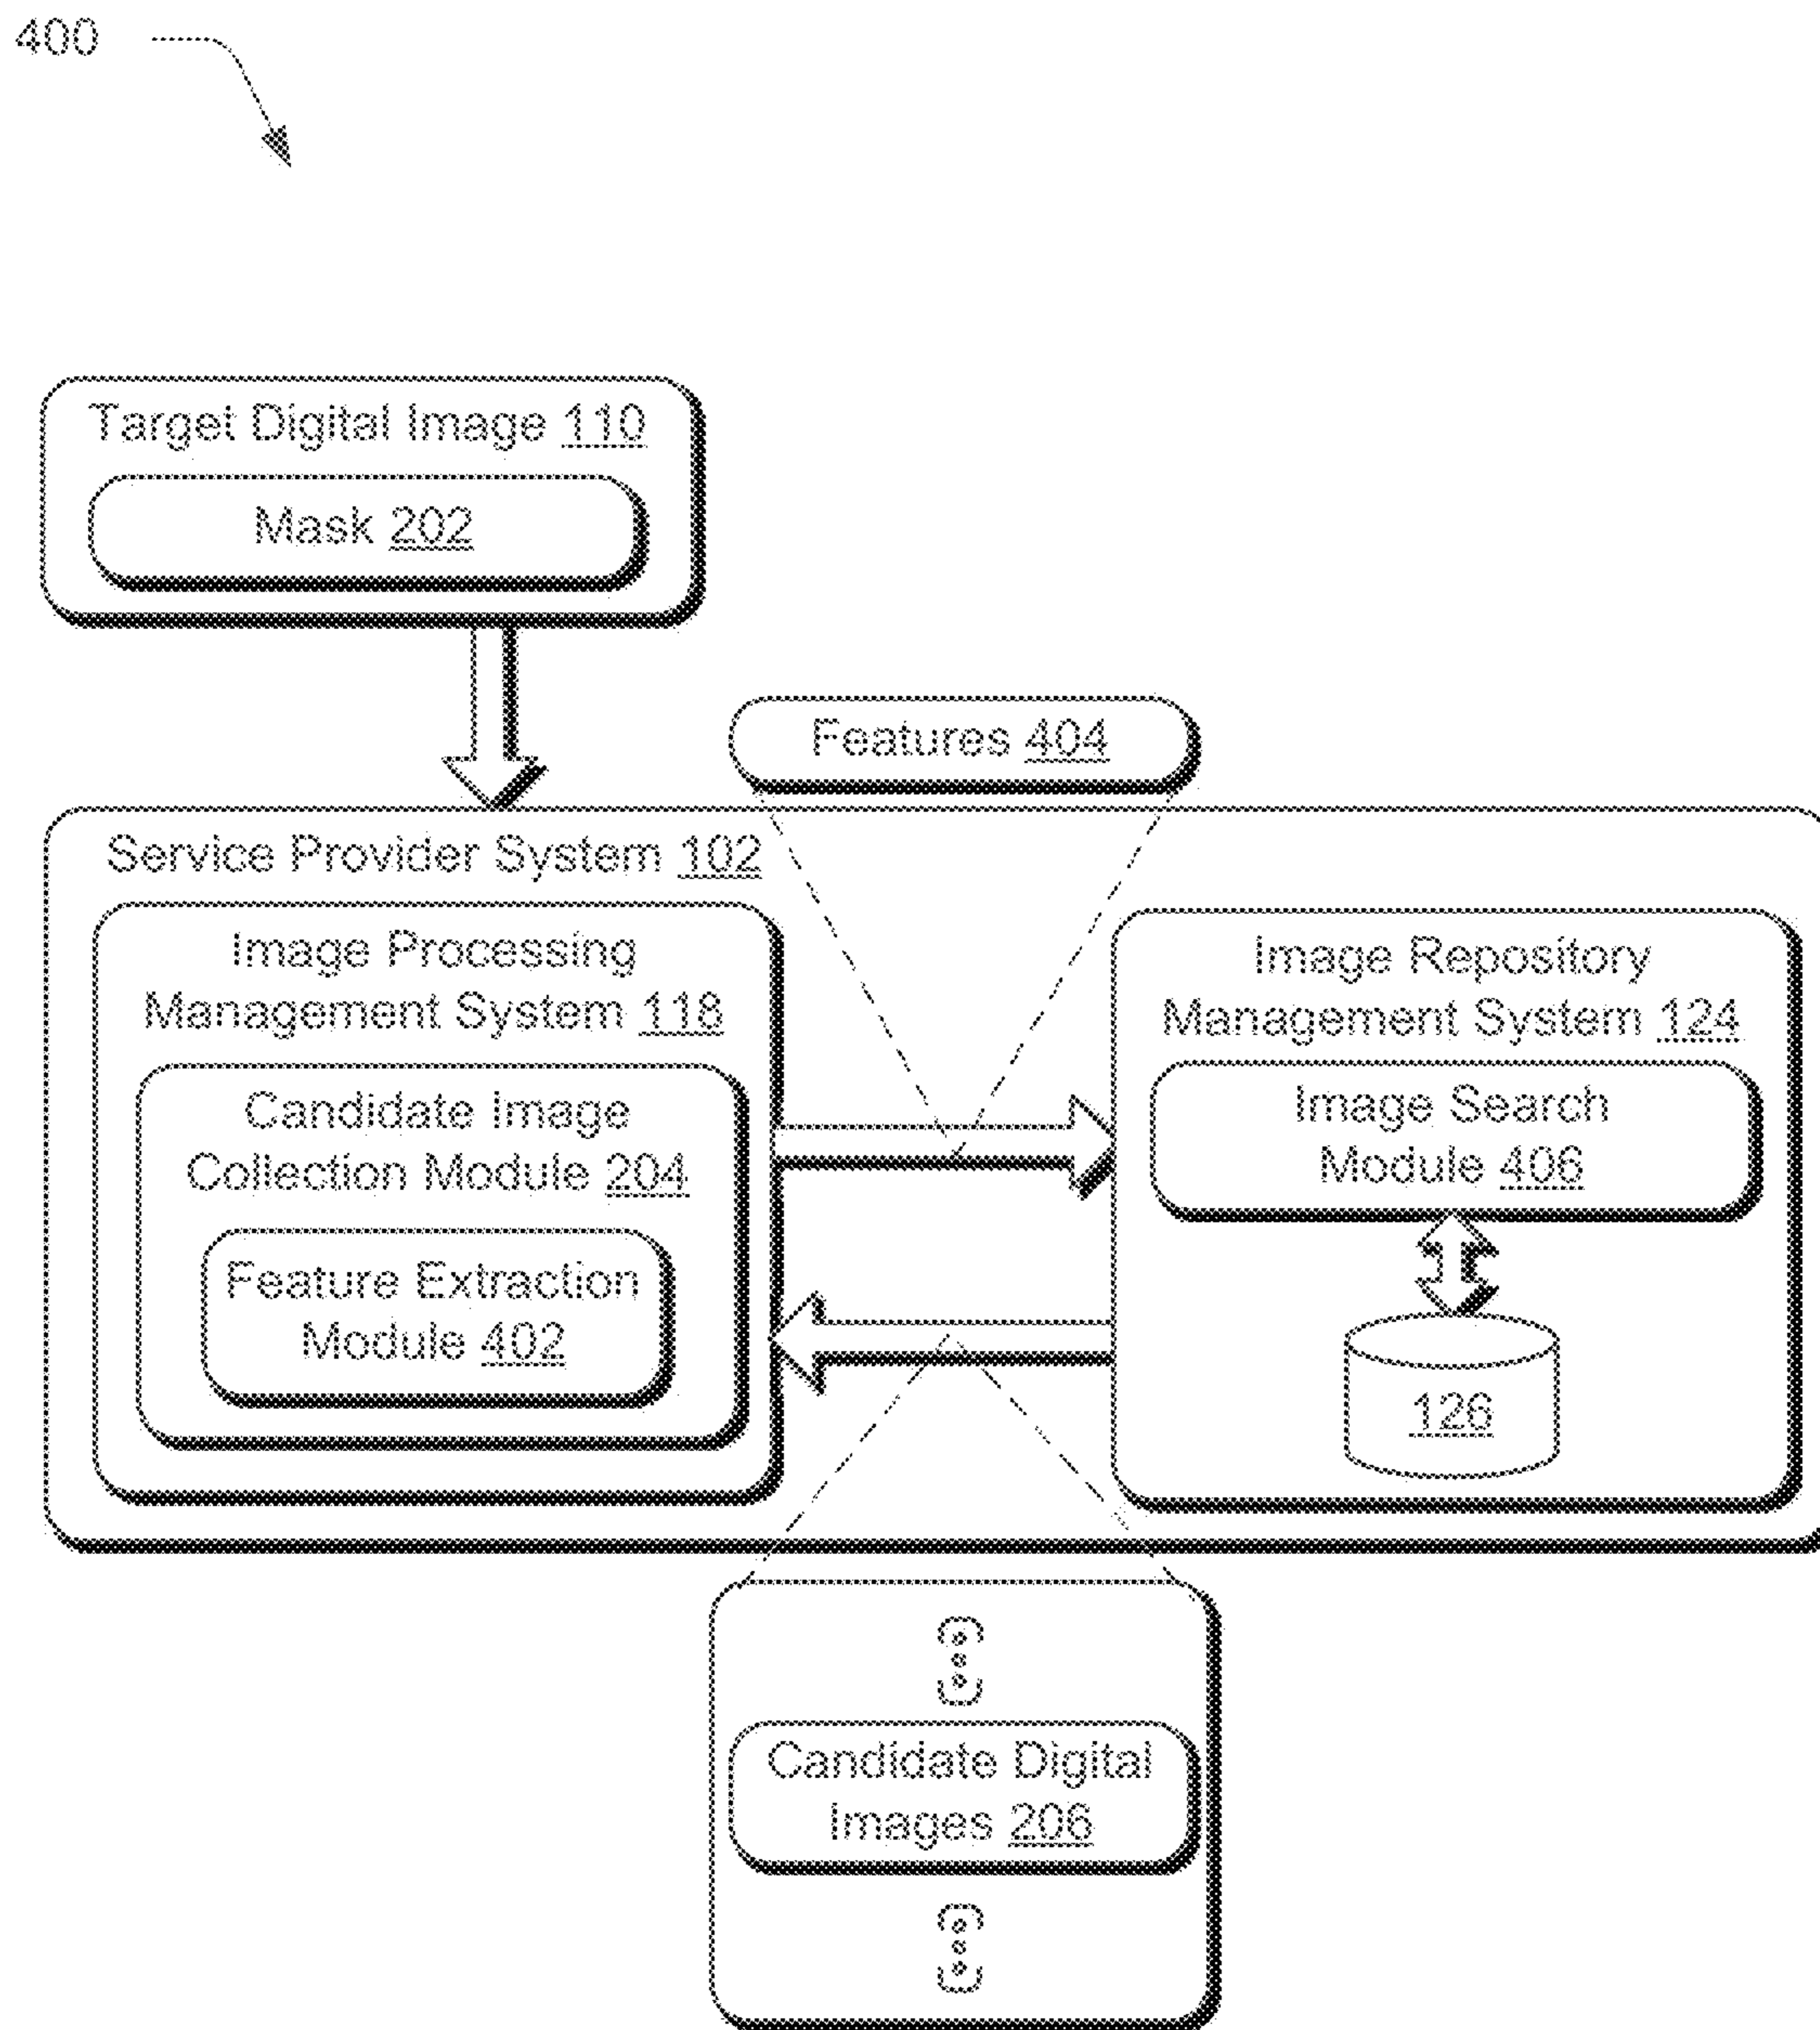 400
Target Digital Image 110
Mask 202
Features 404
Service Provider System 102
Image Processing
Management System 118
Candidate Image
Collection Module 204
Feature Extraction
Module 402
Image Repository
Management System 124
Image Search
Module 406
126
Candidate Digital
Images 206